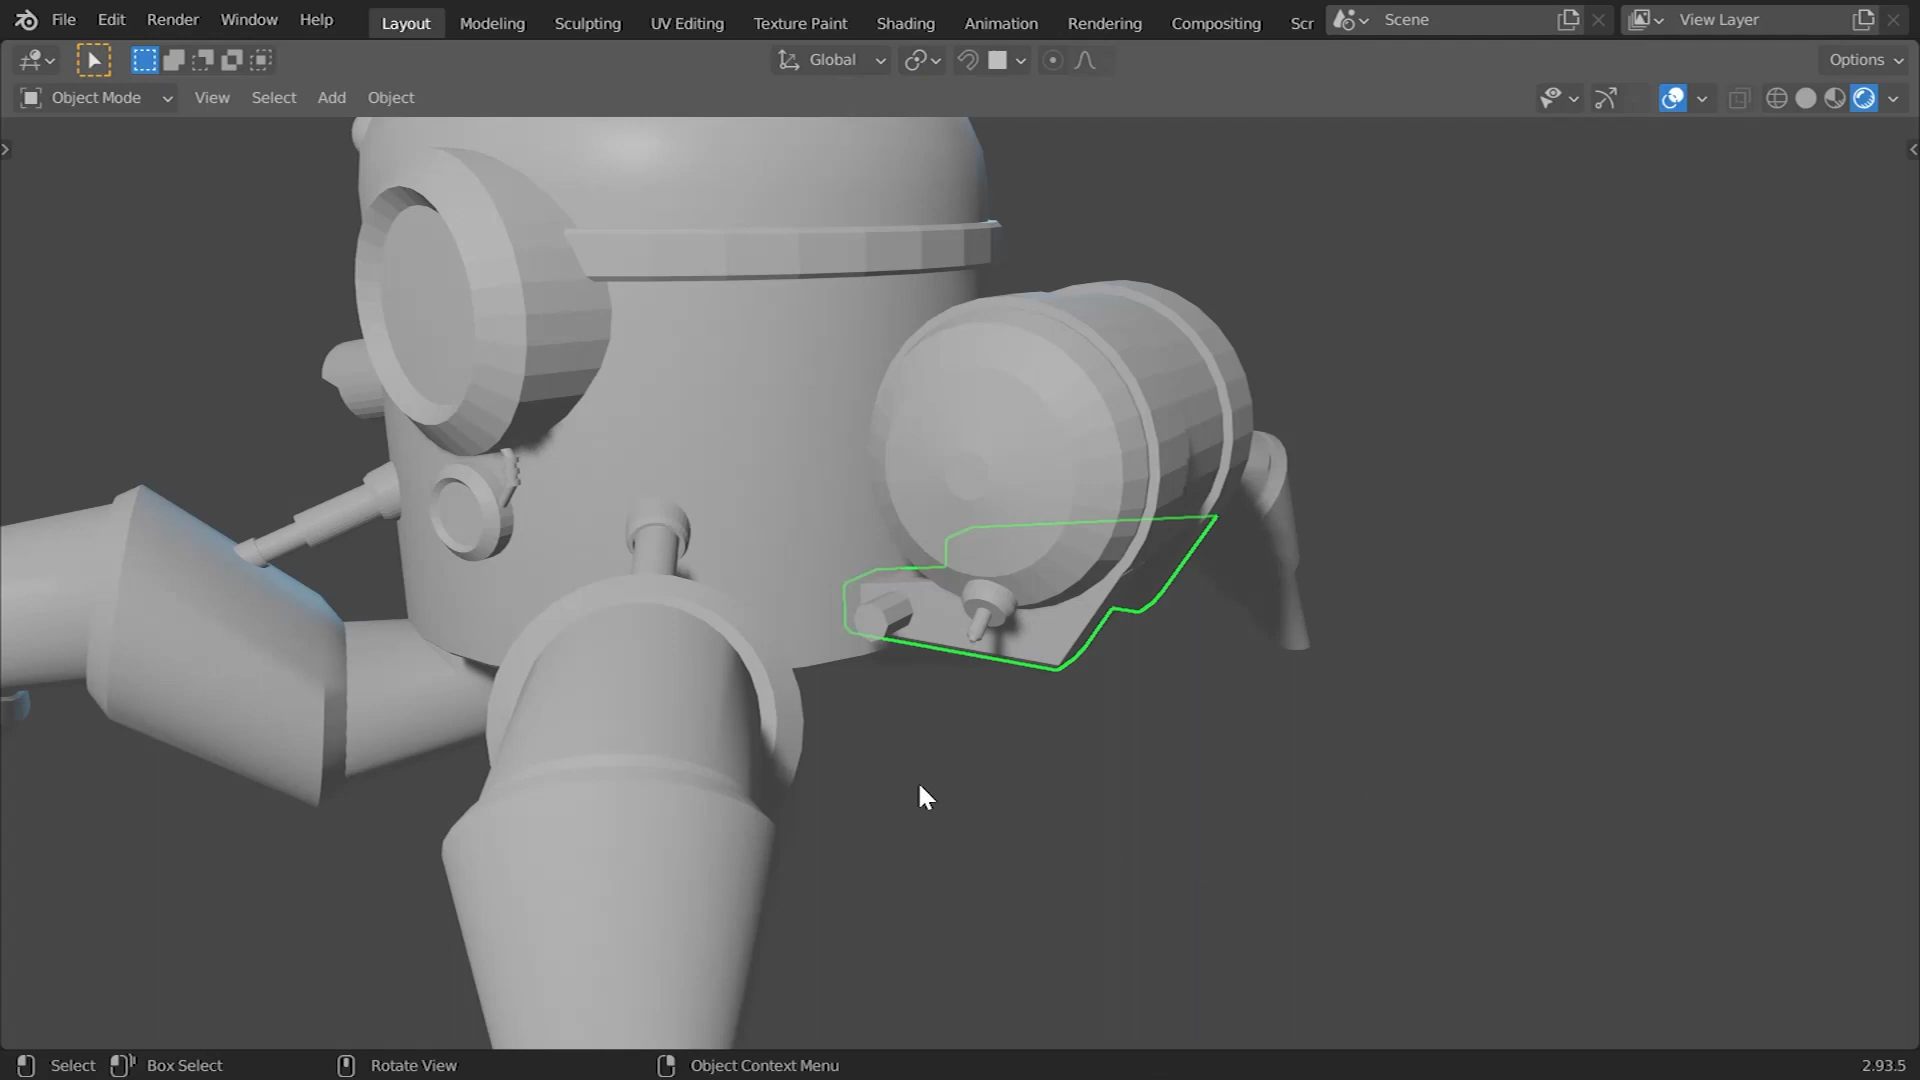 File Edit Render Window Help Layout Modeling Sculpting UV Editing Texture Paint Shading Animation Rendering Compositing Scr Scene View Layer
Global Options
Object Mode View Select Add Object
Select Box Select Rotate View Object Context Menu 2.93.5